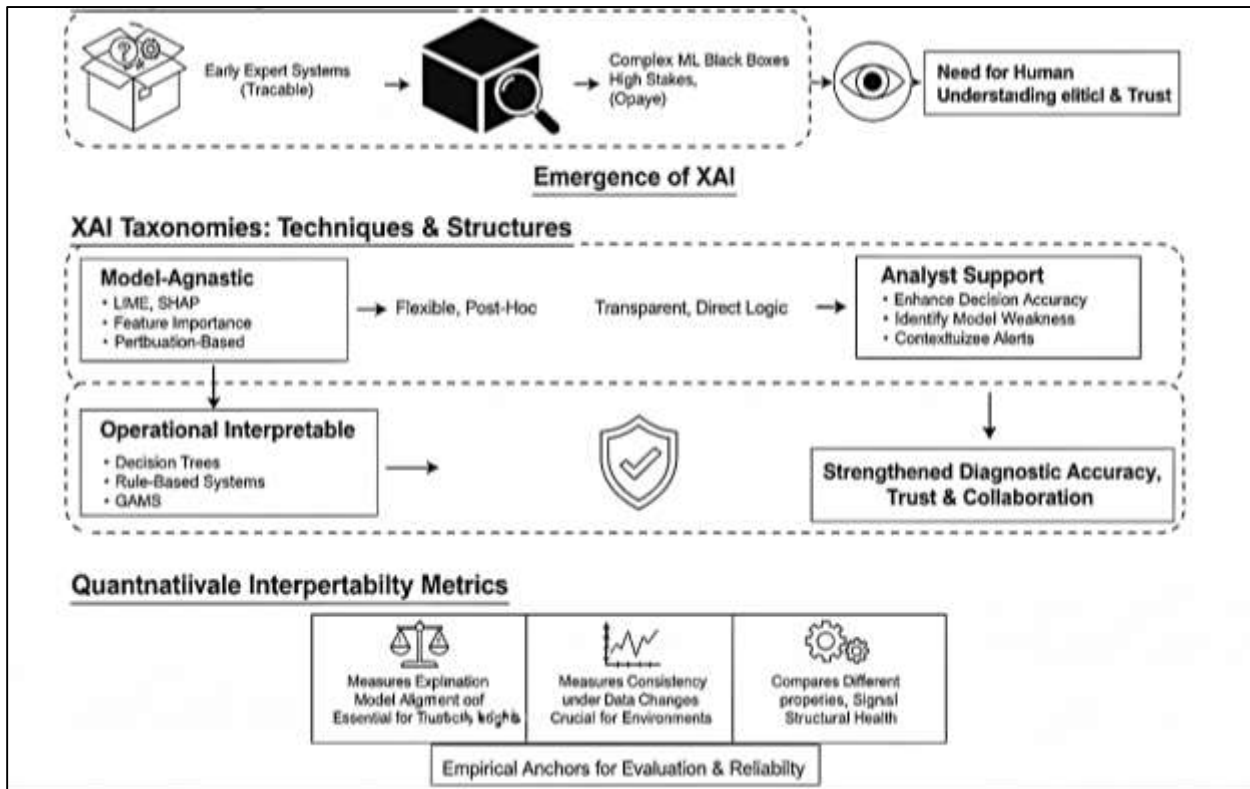 Early Expert Systems
(Tracable)
Complex ML Black Boxes
High Stakes,
(Opaye)
Need for Human
Understanding eliticl & Trust
Emergence of XAI
XAI Taxonomies: Techniques & Structures
Model-Agnastic
• LIME, SHAP
• Feature Importance
• Pertbuation-Based
Flexible, Post-Hoc
Transparent, Direct Logic
Analyst Support
• Enhance Decision Accuracy
• Identify Model Weakness
• Contexltuizee Alerts
Operational Interpretable
• Decision Trees
• Rule-Based Systems
• GAMS
Strengthened Diagnostic Accuracy,
Trust & Collaboration
Quantnatiivale Interpertabilty Metrics
Measures Explination
Model Aligment oof
Essential for
Measures Consistency
under Data Changes
Crucial for Environments
Compares Different
properies, Signsl
Structural Health
Empirical Anchors for Evaluation & Reliabilty